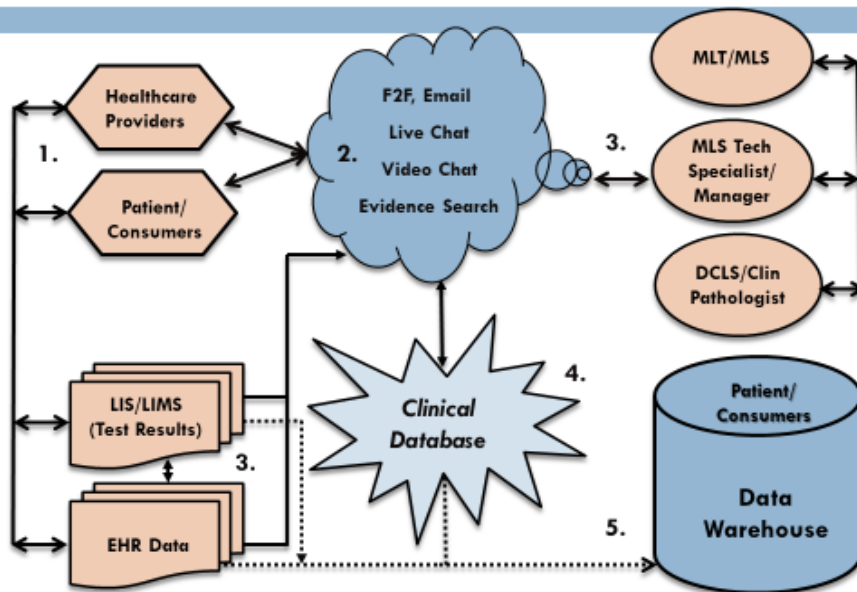 Healthcare
Providers
1.
Patient/
Consumers
LIS/LIMS
(Test Results)
3.
EHR Data
F2F, Email
Live Chat
2.
Video Chat
Evidence Search
Clinical
Database
4.
3.
MLT/MLS
MLS Tech
Specialist/
Manager
DCLS/Clin
Pathologist
Patient/
Consumers
Data
Warehouse
5.